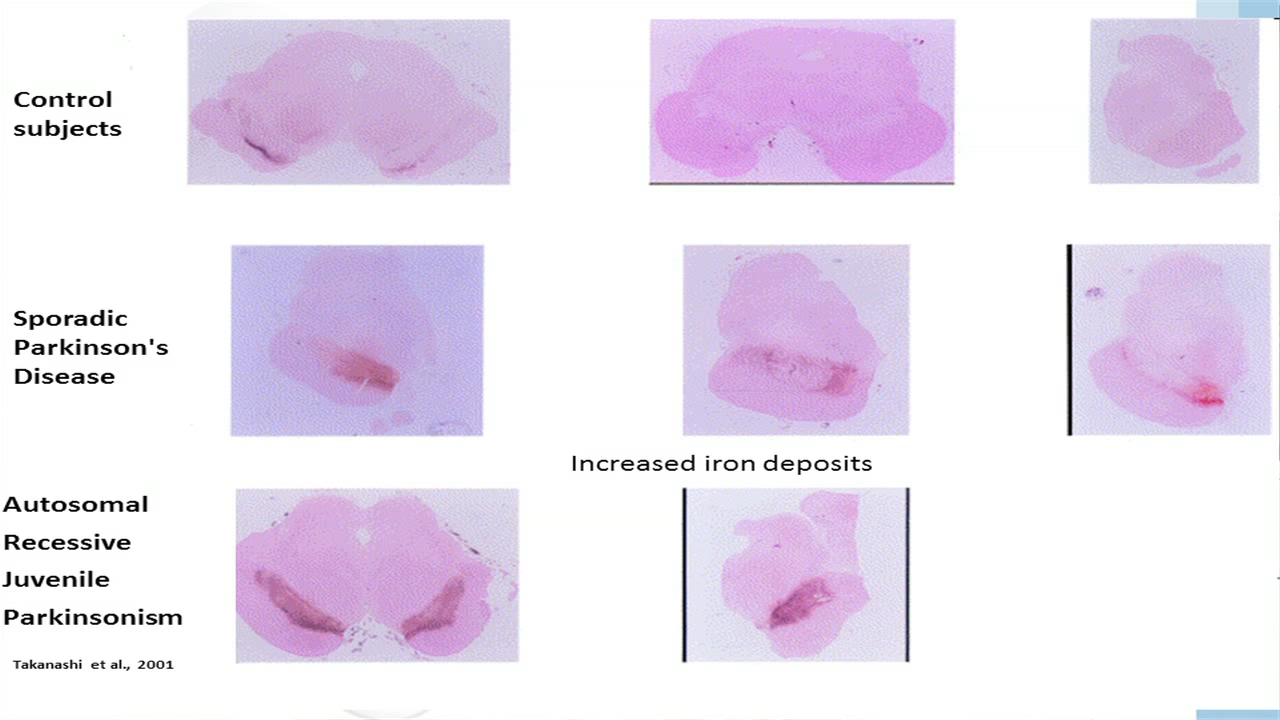 Control
subjects
Sporadic
Parkinson's
Disease
Increased iron deposits
Autosomal
Recessive
Juvenile
Parkinsonism
Takanashi et al., 2001